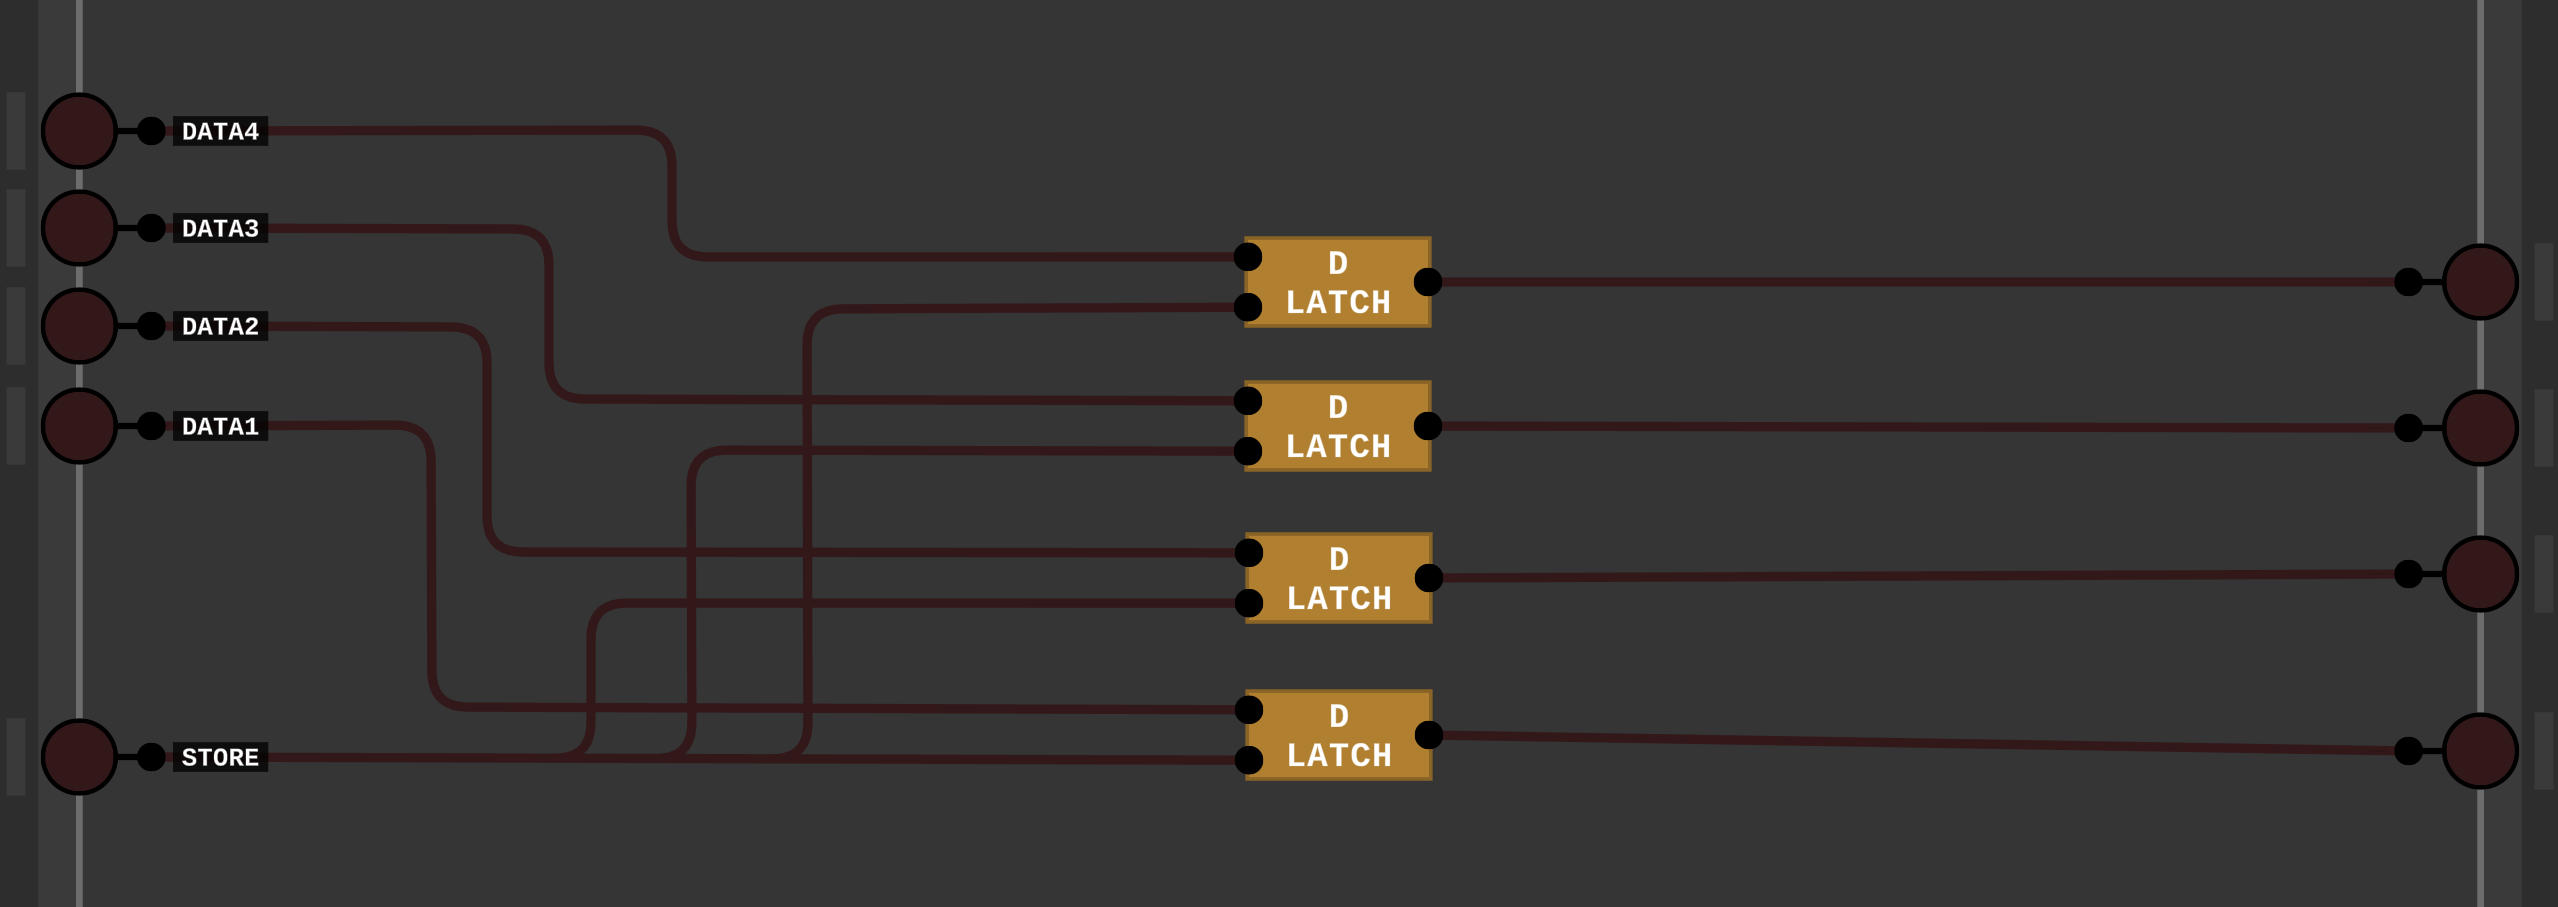 DATA4
DATA3
DATA2
DATA1
STORE
D
LATCH
D
LATCH
D
LATCH
D
LATCH